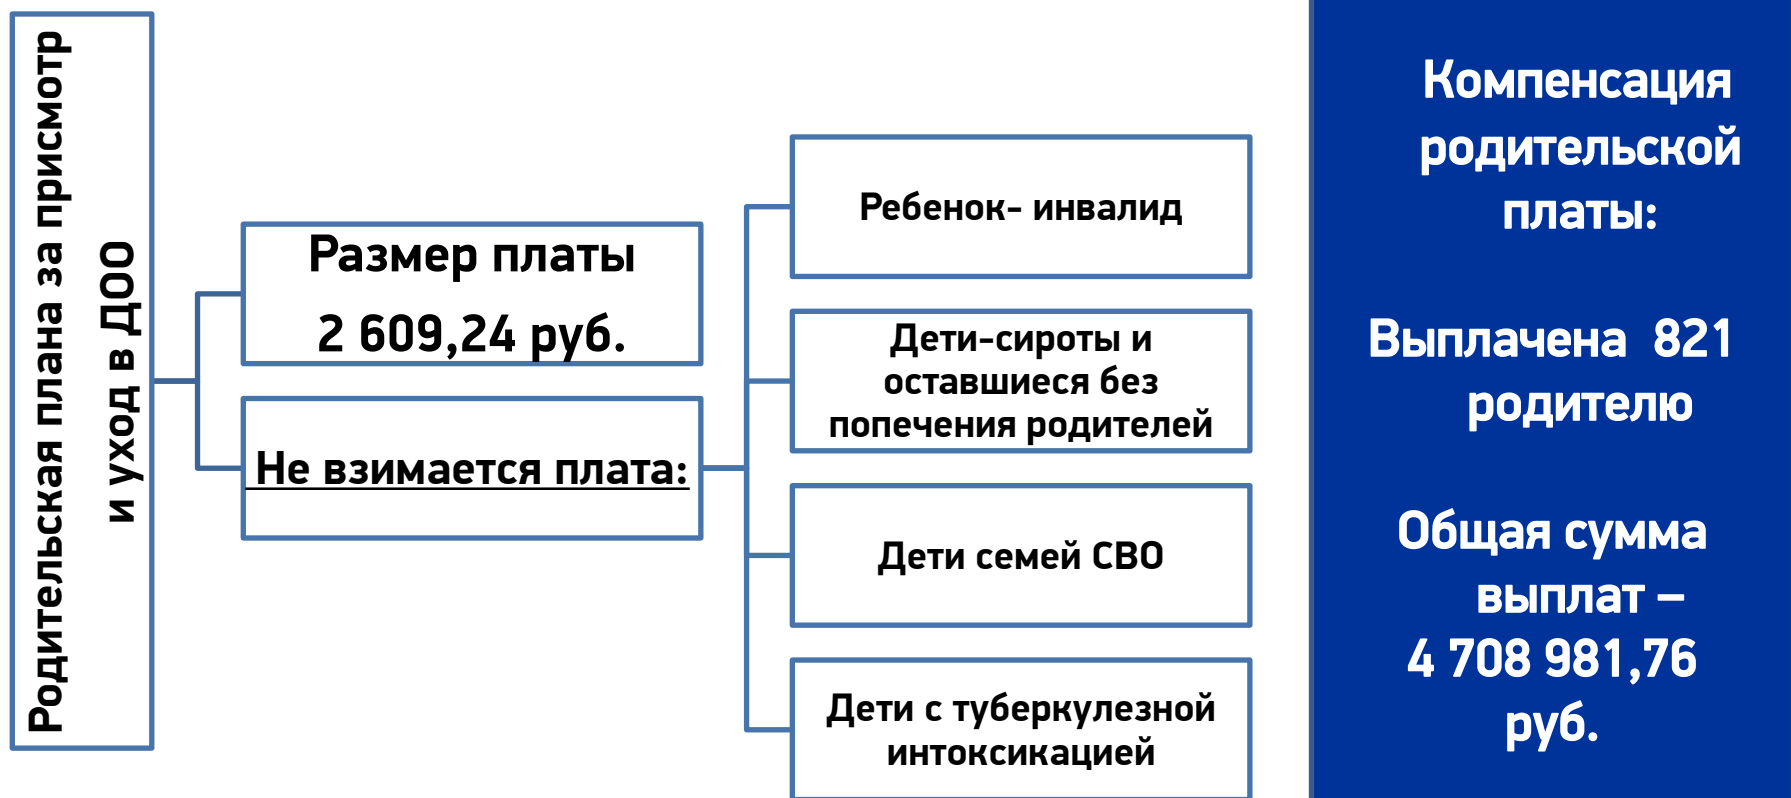 Родительская плана за присмотр
и уход в ДОО
Размер платы
2 609,24 руб.
Не взимается плата:
Ребенок- инвалид
Дети-сироты и
оставшиеся без
попечения родителей
Дети семей СВО
Дети с туберкулезной
интоксикацией
Компенсация
родительской
платы:
Выплачена 821
родителю
Общая сумма
выплат –
4 708 981,76
руб.